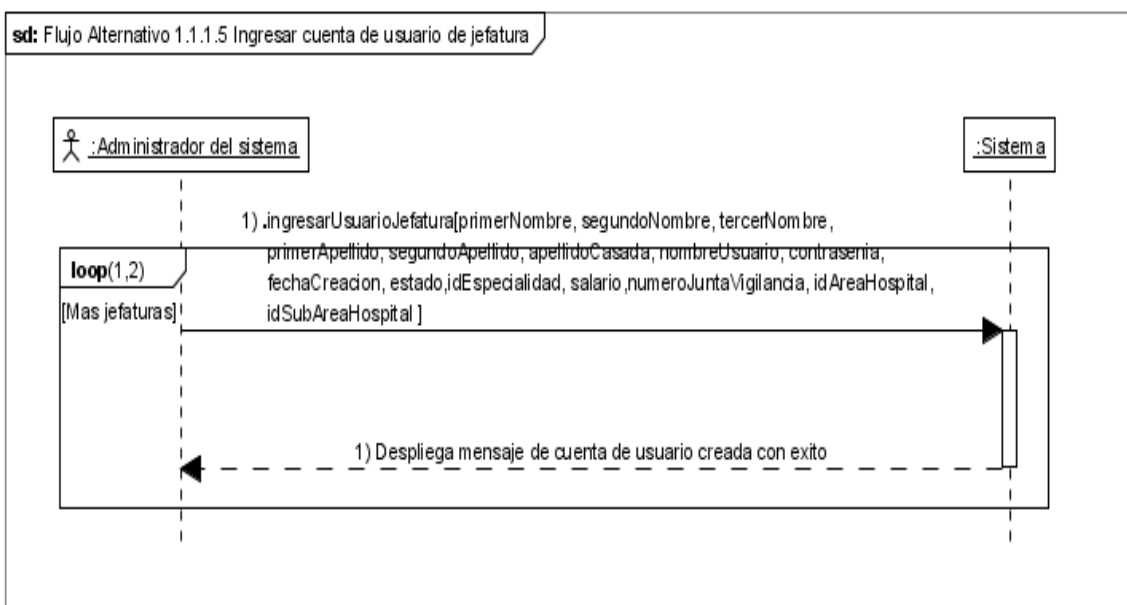 sd: Flujo Alternativo 1.1.1.5 Ingresar cuenta de usuario de jefatura
:Administrador del sistema
:Sistema
1) .ingresarUsuarioJefatura[primerNombre, segundoNombre, tercerNombre,
primerApellido, segundoApellido, apellidoCasada, nombreUsuario, contrasenia,
fechaCreacion, estado,idEspecialidad, salario,numeroJuntaVigilancia, idAreaHospital,
idSubAreaHospital ]
loop(1,2)
[Mas jefaturas]
1) Despliega mensaje de cuenta de usuario creada con exito